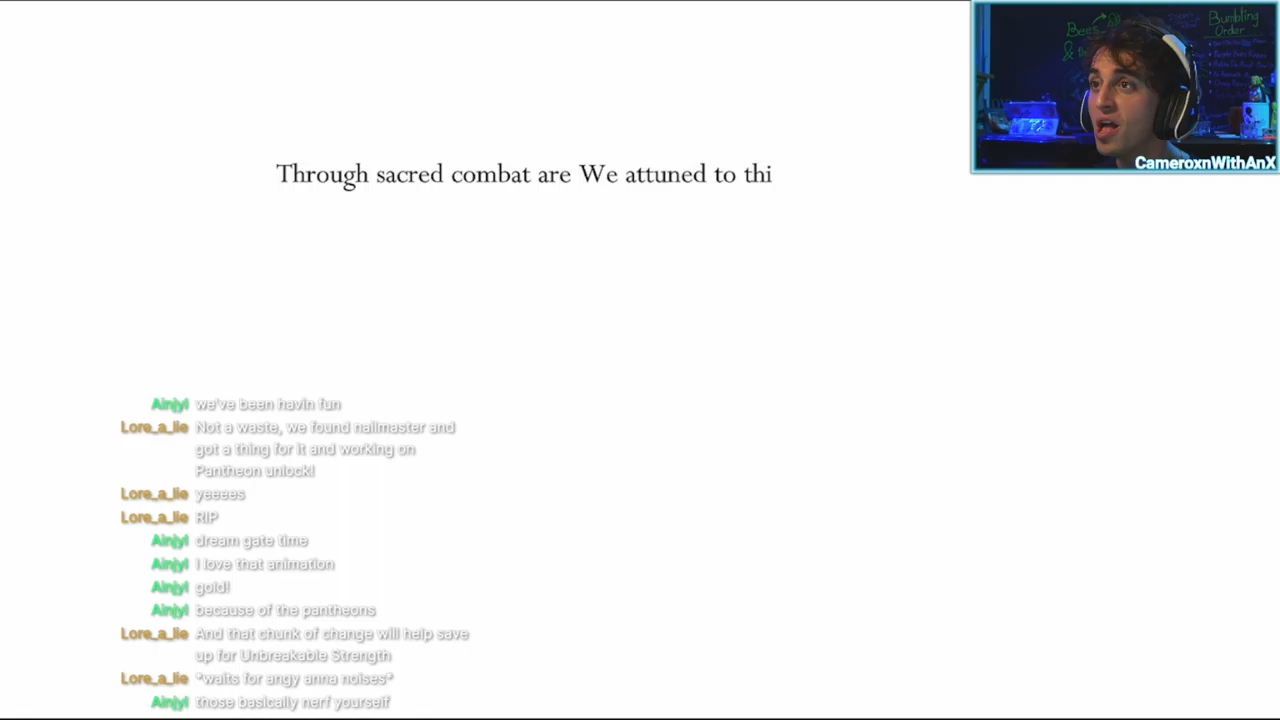 Through sacred combat are We attuned to thi
Bees
&
Bumbling
Order
CameroxnWithAnX
Ainjyl we've been havin fun
Lore_a_lie Not a waste, we found nailmaster and
got a thing for it and working on
Pantheon unlock!
Lore_a_lie yeeees
Lore_a_lie RIP
Ainjyl dream gate time
Ainjyl I love that animation
Ainjyl gold!
Ainjyl because of the pantheons
Lore_a_lie And that chunk of change will help save
up for Unbreakable Strength
Lore_a_lie *waits for angy anna noises*
Ainjyl those basically nerf yourself